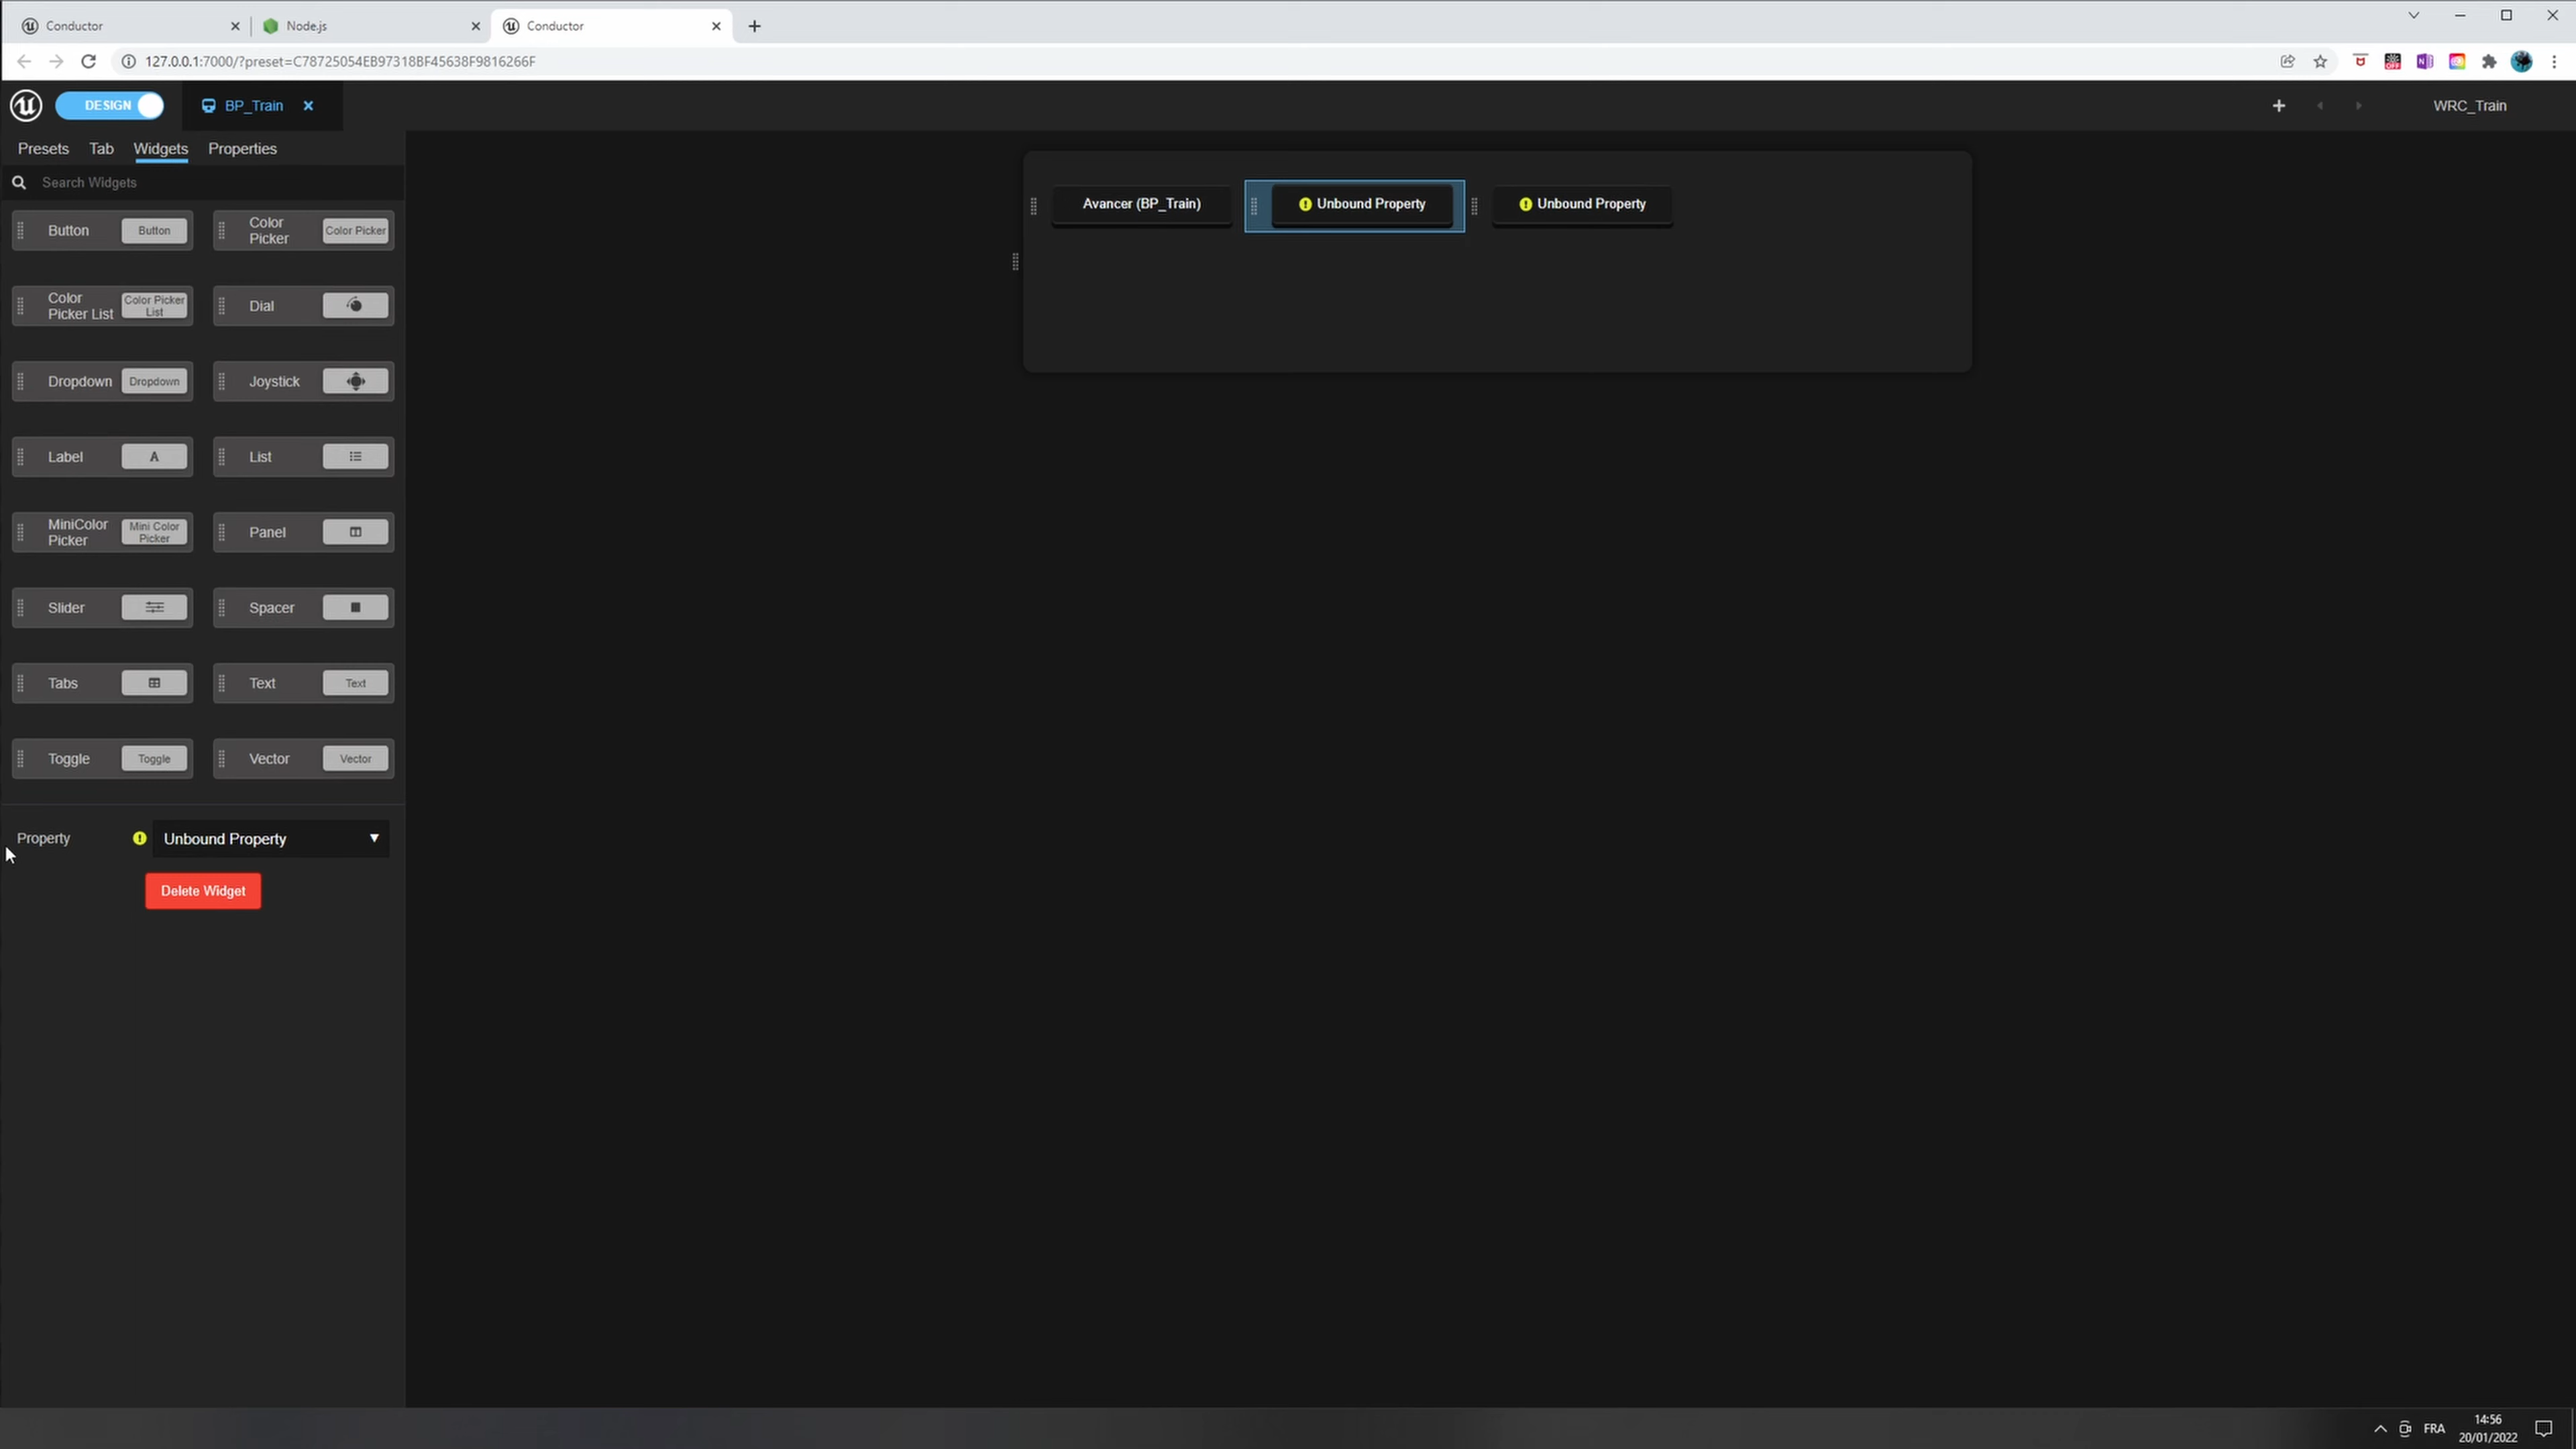 Conductor
Node.js
Conductor
127.0.0.1:7000/?preset=C78725054EB97318BF45638F9816266F
DESIGN
BP_Train
WRC_Train
Presets
Tab
Widgets
Properties
Search Widgets
Avancer (BP_Train)
Unbound Property
Unbound Property
Button
Button
Color
Picker
Color Picker
Color
Picker List
Color Picker
List
Dial
Dropdown
Dropdown
Joystick
Label
A
List
MiniColor
Picker
Mini Color
Picker
Panel
Slider
Spacer
Tabs
Text
Text
Toggle
Toggle
Vector
Vector
Property
Unbound Property
Delete Widget
FRA
14:56
20/01/2022